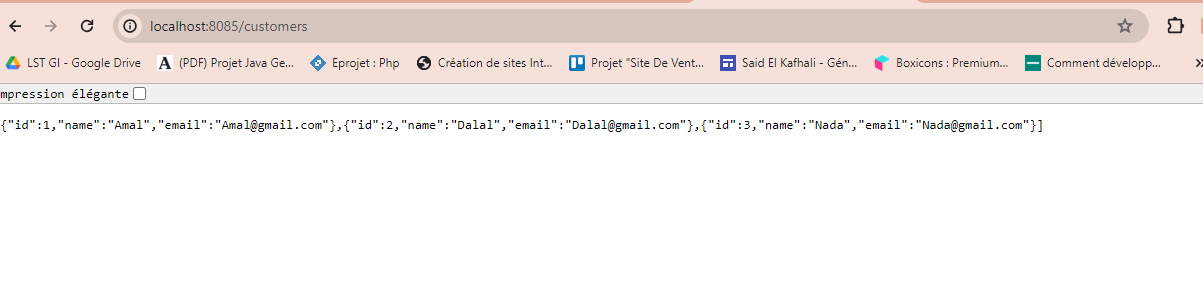 localhost:8085/customers
LST GI - Google Drive A (PDF) Projet Java Ge... Eprojet : Php Création de sites Int... Projet "Site De Vent... Said El Kafhali - Gén... Boxicons : Premium... Comment développ... »
mpression élégante
{"id":1,"name":"Amal","email":"Amal@gmail.com"},{"id":2,"name":"Dalal","email":"Dalal@gmail.com"},{"id":3,"name":"Nada","email":"Nada@gmail.com"}]